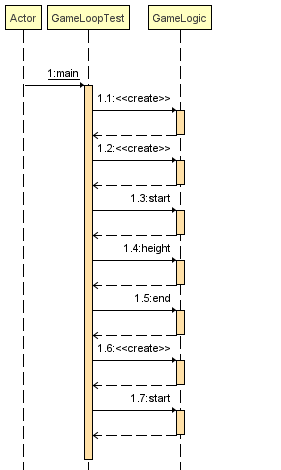 Actor GameLoopTest GameLogic
1:main
1.1:<<create>>
1.2:<<create>>
1.3:start
1.4:height
1.5:end
1.6:<<create>>
1.7:start